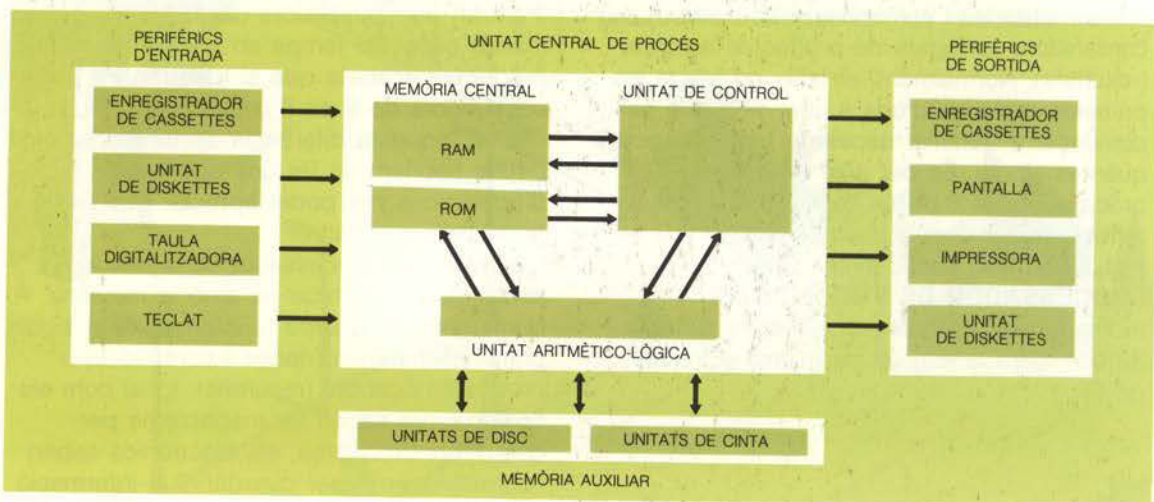 PERIFÉRICS
D'ENTRADA
ENREGISTRADOR
DE CASSETTES
UNITAT
DE DISKETTES
TAULA
DIGITALITZADORA
TECLAT
UNITAT CENTRAL DE PROCÉS
MEMÒRIA CENTRAL
RAM
ROM
UNITAT DE CONTROL
UNITAT ARITMÈTICO-LÒGICA
UNITATS DE DISC
UNITATS DE CINTA
MEMÒRIA AUXILIAR
PERIFÉRICS
DE SORTIDA
ENREGISTRADOR
DE CASSETTES
PANTALLA
IMPRESSORA
UNITAT
DE DISKETTES